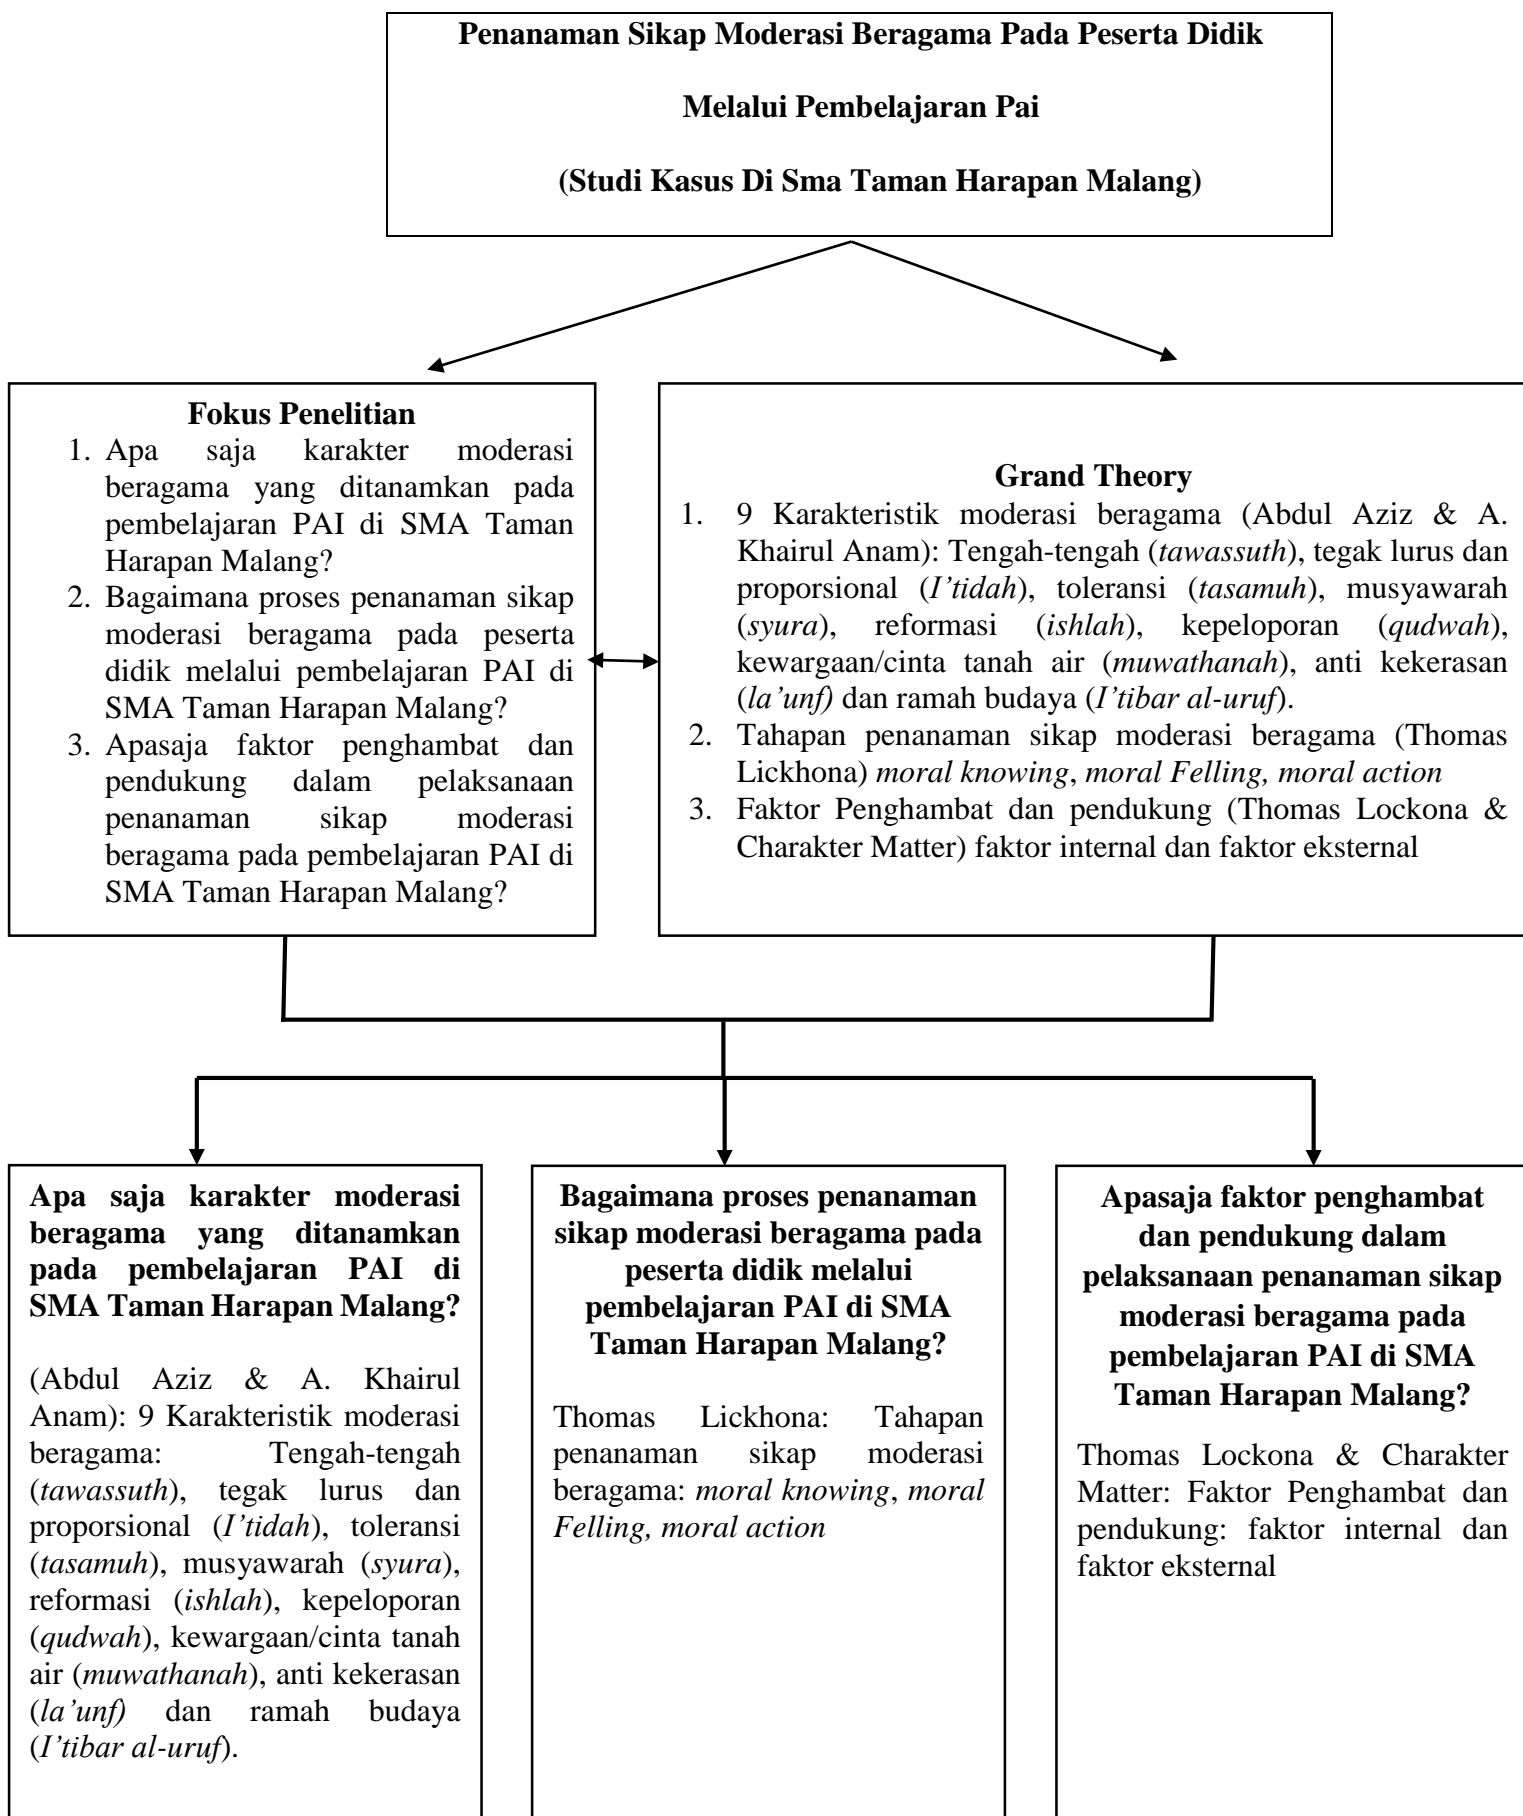 Penanaman Sikap Moderasi Beragama Pada Peserta Didik
Melalui Pembelajaran Pai
(Studi Kasus Di Sma Taman Harapan Malang)
Fokus Penelitian
1. Apa saja karakter moderasi
beragama yang ditanamkan pada
pembelajaran PAI di SMA Taman
Harapan Malang?
2. Bagaimana proses penanaman sikap
moderasi beragama pada peserta
didik melalui pembelajaran PAI di
SMA Taman Harapan Malang?
3. Apasaja faktor penghambat dan
pendukung dalam pelaksanaan
penanaman sikap moderasi
beragama pada pembelajaran PAI di
SMA Taman Harapan Malang?
Grand Theory
1. 9 Karakteristik moderasi beragama (Abdul Aziz & A.
Khairul Anam): Tengah-tengah (tawassuth), tegak lurus dan
proporsional (I’tidah), toleransi (tasamuh), musyawarah
(syura), reformasi (ishlah), kepeloporan (qudwah),
kewargaan/cinta tanah air (muwathanah), anti kekerasan
(la’unf) dan ramah budaya (I’tibar al-uruf).
2. Tahapan penanaman sikap moderasi beragama (Thomas
Lickhona) moral knowing, moral Felling, moral action
3. Faktor Penghambat dan pendukung (Thomas Lockona &
Charakter Matter) faktor internal dan faktor eksternal
Apa saja karakter moderasi
beragama yang ditanamkan
pada pembelajaran PAI di
SMA Taman Harapan Malang?
(Abdul Aziz & A. Khairul
Anam): 9 Karakteristik moderasi
beragama: Tengah-tengah
(tawassuth), tegak lurus dan
proporsional (I’tidah), toleransi
(tasamuh), musyawarah (syura),
reformasi (ishlah), kepeloporan
(qudwah), kewargaan/cinta tanah
air (muwathanah), anti kekerasan
(la’unf) dan ramah budaya
(I’tibar al-uruf).
Bagaimana proses penanaman
sikap moderasi beragama pada
peserta didik melalui
pembelajaran PAI di SMA
Taman Harapan Malang?
Thomas Lickhona: Tahapan
penanaman sikap moderasi
beragama: moral knowing, moral
Felling, moral action
Apasaja faktor penghambat
dan pendukung dalam
pelaksanaan penanaman sikap
moderasi beragama pada
pembelajaran PAI di SMA
Taman Harapan Malang?
Thomas Lockona & Charakter
Matter: Faktor Penghambat dan
pendukung: faktor internal dan
faktor eksternal